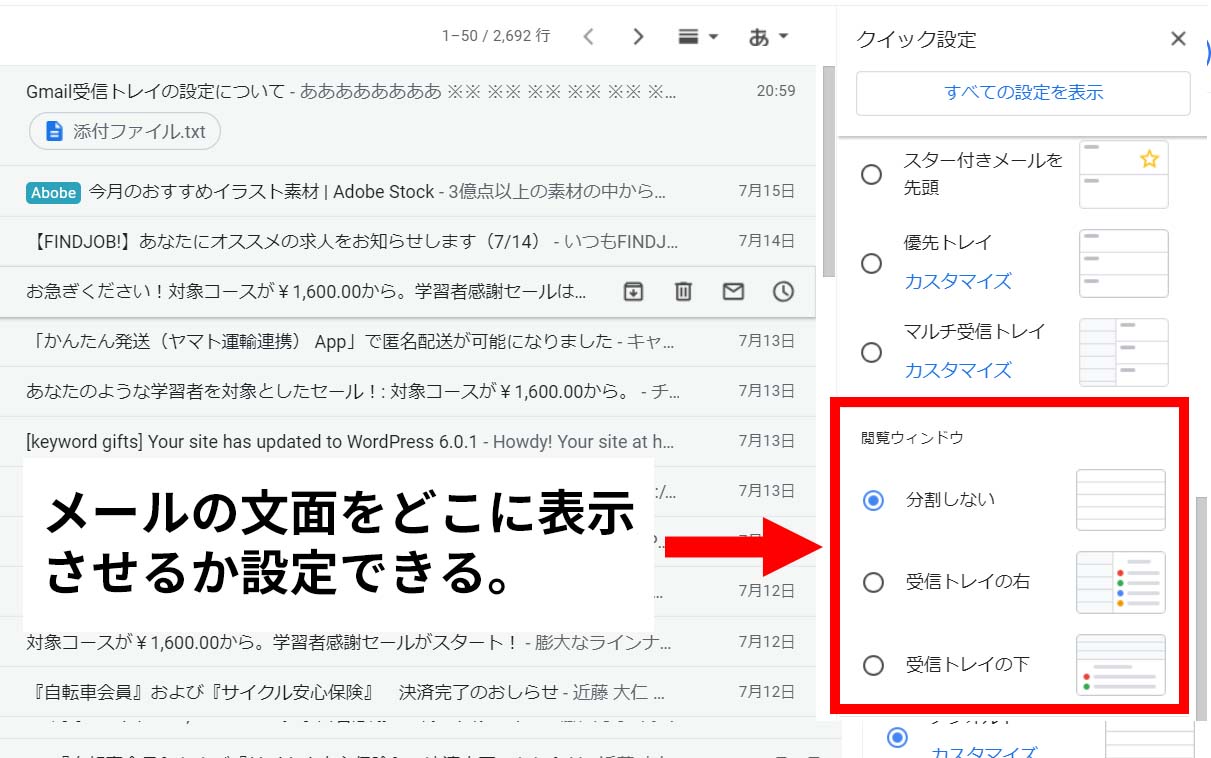 1–50 / 2,692 行
あ
クイック設定
すべての設定を表示
Gmail受信トレイの設定について - ああああああああ ※※ ※※ ※※ ※※ ※※ ※...
20:59
添付ファイル.txt
Abobe 今月のおすすめイラスト素材 | Adobe Stock - 3億点以上の素材の中から...
7月15日
【FINDJOB!】あなたにオススメの求人をお知らせします（7/14） - いつもFINDJ...
7月14日
お急ぎください！対象コースが￥1,600.00から。学習者感謝セールは...
「かんたん発送（ヤマト運輸連携） App」で匿名配送が可能になりました - キャ...
7月13日
あなたのような学習者を対象としたセール！: 対象コースが￥1,600.00から。 - チ...
7月13日
[keyword gifts] Your site has updated to WordPress 6.0.1 - Howdy! Your site at h...
7月13日
:/...
7月13日
メールの文面をどこに表示
させるか設定できる。
...
7月12日
対象コースが￥1,600.00から。学習者感謝セールがスタート！ - 膨大なラインナ...
7月12日
『自転車会員』および『サイクル安心保険』　決済完了のおしらせ - 近藤 大仁 ...
7月12日
スター付きメールを
先頭
優先トレイ
カスタマイズ
マルチ受信トレイ
カスタマイズ
閲覧ウィンドウ
分割しない
受信トレイの右
受信トレイの下
カスタマイズ